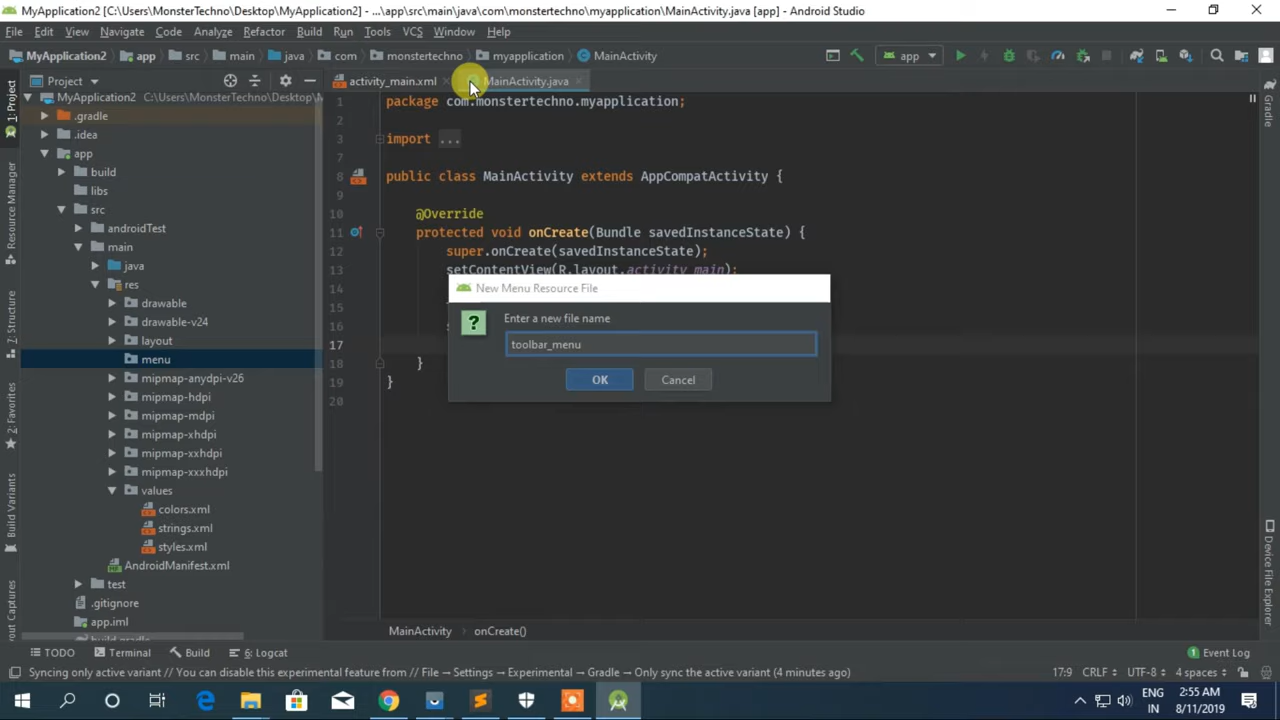 MyApplication2 [C:\Users\MonsterTechno\Desktop\MyApplication2] - ...\app\src\main\java\com\monstertechno\myapplication\MainActivity.java [app] - Android Studio
File Edit View Navigate Code Analyze Refactor Build Run Tools VCS Window Help
MyApplication2 app src main java com monstertechno myapplication MainActivity app
Project activity_main.xml MainActivity.java
MyApplication2 C:\Users\MonsterTechno\Desktop\
.gradle
.idea
app
build
libs
src
androidTest
main
java
res
drawable
drawable-v24
layout
menu
mipmap-anydpi-v26
mipmap-hdpi
mipmap-mdpi
mipmap-xhdpi
mipmap-xxhdpi
mipmap-xxxhdpi
values
colors.xml
strings.xml
styles.xml
AndroidManifest.xml
test
.gitignore
app.iml
build.gradle
1: Project
Resource Manager
Z: Structure
2: Favorites
Build Variants
1 package com.monstertechno.myapplication;
2
3 import ...
7
8 public class MainActivity extends AppCompatActivity {
9
10 @Override
11 protected void onCreate(Bundle savedInstanceState) {
12 super.onCreate(savedInstanceState);
13 setContentView(R.layout.activity_main);
14
15
16
17
18 }
19 }
20
New Menu Resource File
?
Enter a new file name
toolbar_menu
OK Cancel
Gradle
Device File Explorer
MainActivity onCreate()
TODO Terminal Build 6: Logcat 1 Event Log
Syncing only active variant // You can disable this experimental feature from // File → Settings → Experimental → Gradle → Only sync the active variant (4 minutes ago) 17:9 CRLF UTF-8 4 spaces
ENG 2:55 AM
IN 8/11/2019